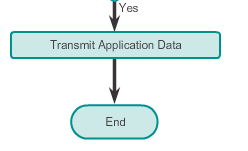 Yes
Transmit Application Data
End